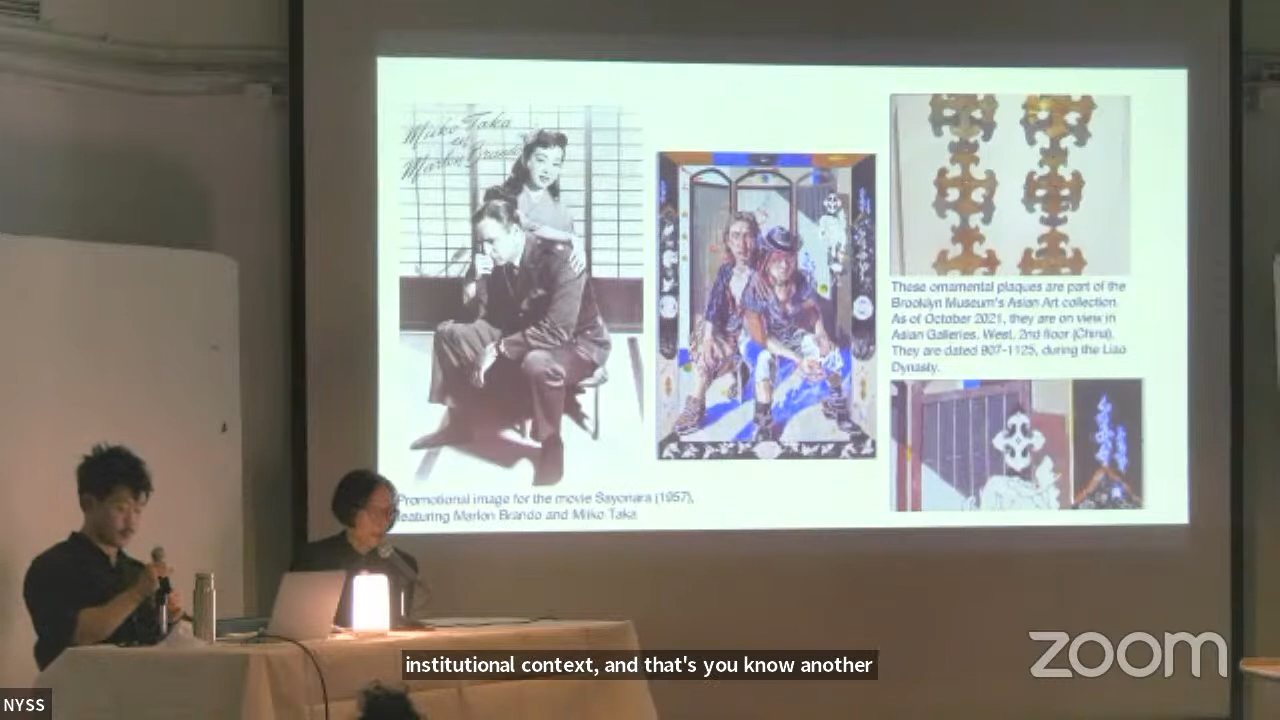 Miiko Taka
en
Marlon Brando
These ornamental plaques are part of the
Brooklyn Museum's Asian Art collection.
As of October 2021, they are on view in
Asian Galleries, West, 2nd floor (China).
They are dated 907-1125, during the Liao
Dynasty.
Promotional image for the movie Sayonara (1957),
featuring Marlon Brando and Miiko Taka
institutional context, and that's you know another
zoom
NYSS